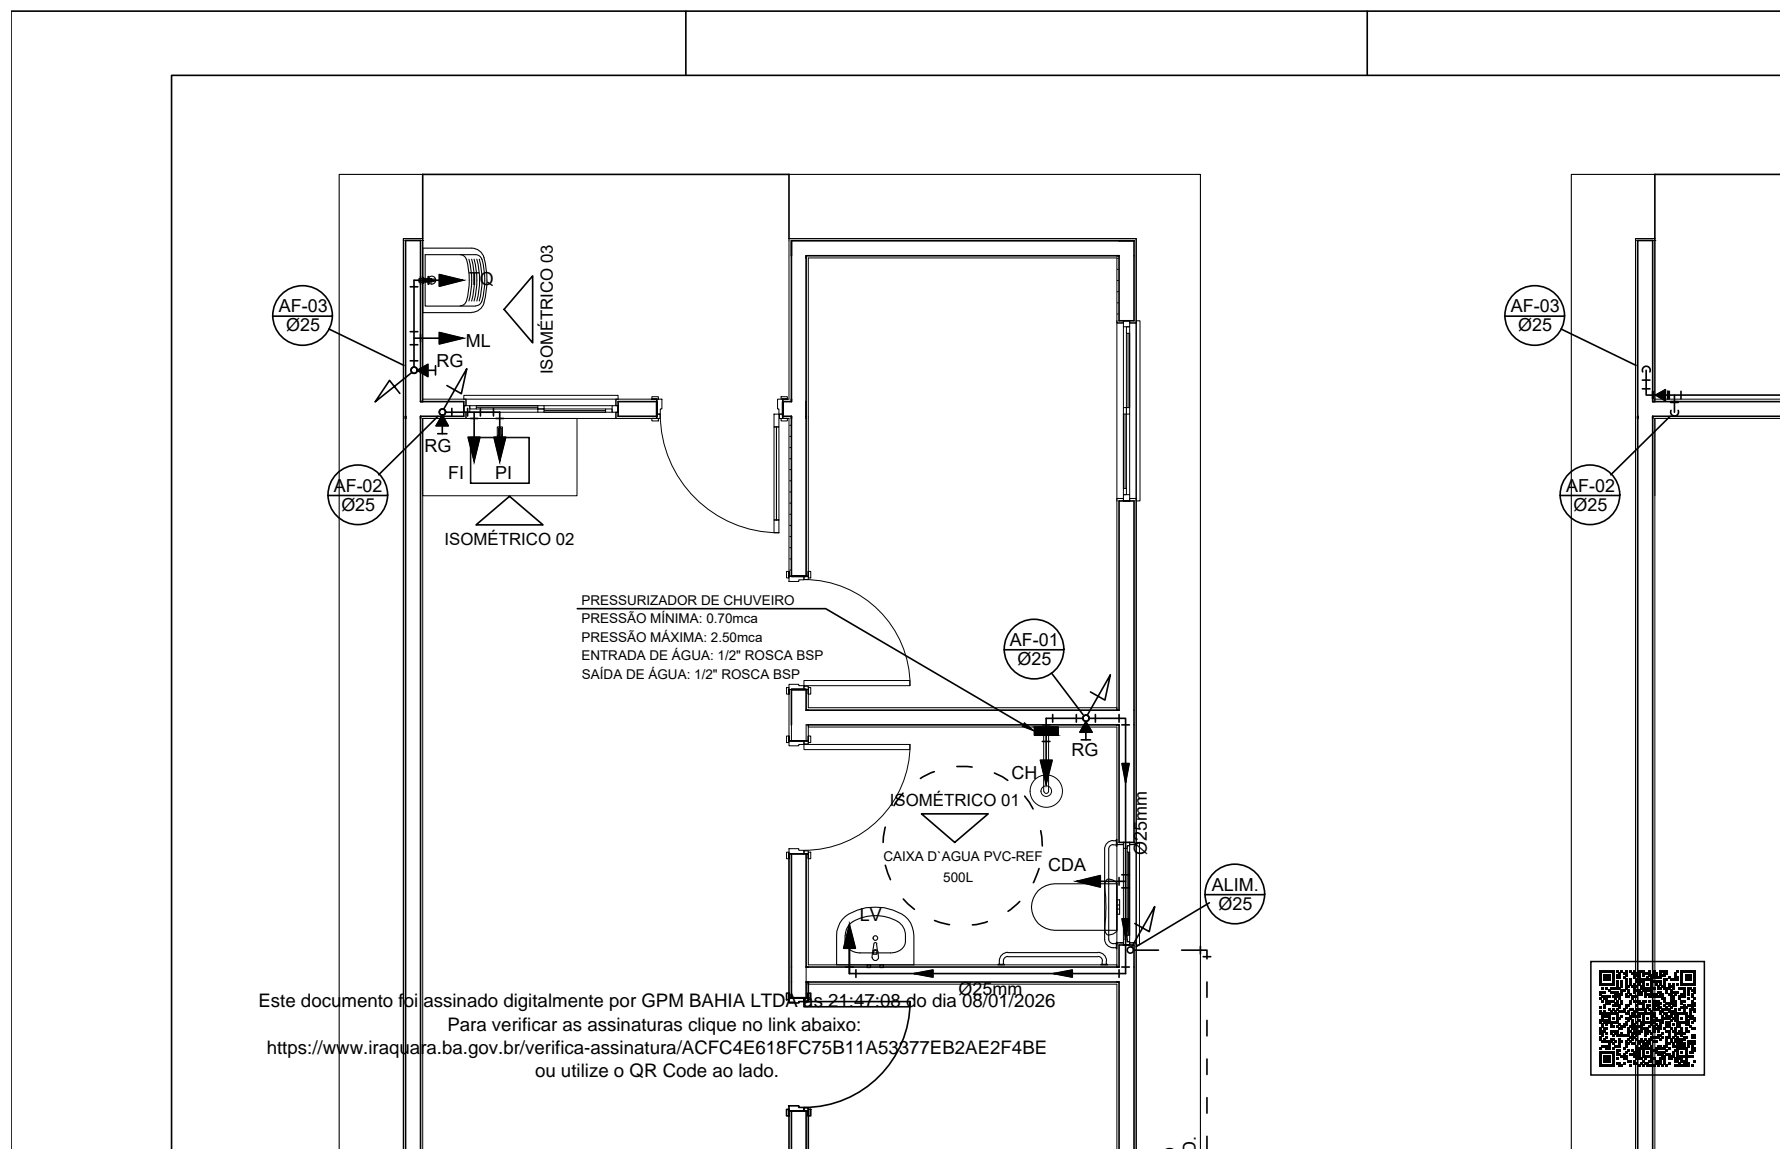 ISOMÉTRICO 03
AF-03
Ø25
TQ
ML
RG
RG
FI
PI
AF-02
Ø25
ISOMÉTRICO 02
AF-03
Ø25
AF-02
Ø25
PRESSURIZADOR DE CHUVEIRO
PRESSÃO MÍNIMA: 0.70mca
PRESSÃO MÁXIMA: 2.50mca
ENTRADA DE ÁGUA: 1/2" ROSCA BSP
SAÍDA DE ÁGUA: 1/2" ROSCA BSP
AF-01
Ø25
RG
CH
ISOMÉTRICO 01
Ø25mm
CAIXA D`AGUA PVC-REF
500L
CDA
ALIM.
Ø25
LV
Ø25mm
Este documento foi assinado digitalmente por GPM BAHIA LTDA às 21:47:08 do dia 08/01/2026
Para verificar as assinaturas clique no link abaixo:
https://www.iraquara.ba.gov.br/verifica-assinatura/ACFC4E618FC75B11A53377EB2AE2F4BE
ou utilize o QR Code ao lado.